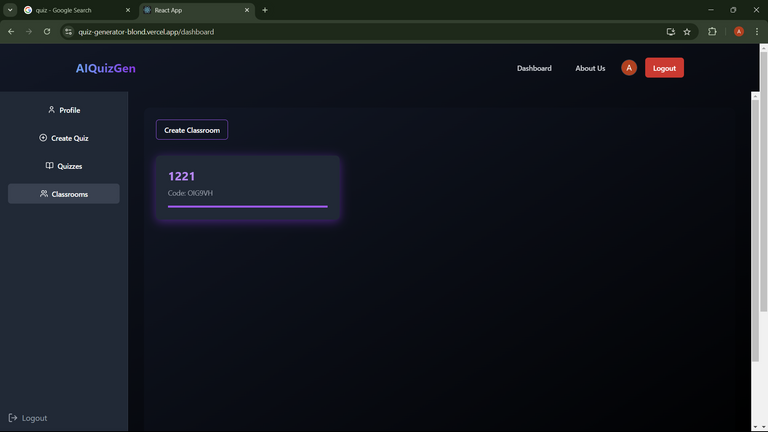 quiz - Google Search
React App
quiz-generator-blond.vercel.app/dashboard
A
AIQuizGen
Dashboard
About Us
A
Logout
Profile
Create Quiz
Quizzes
Classrooms
Create Classroom
1221
Code: OIG9VH
Logout